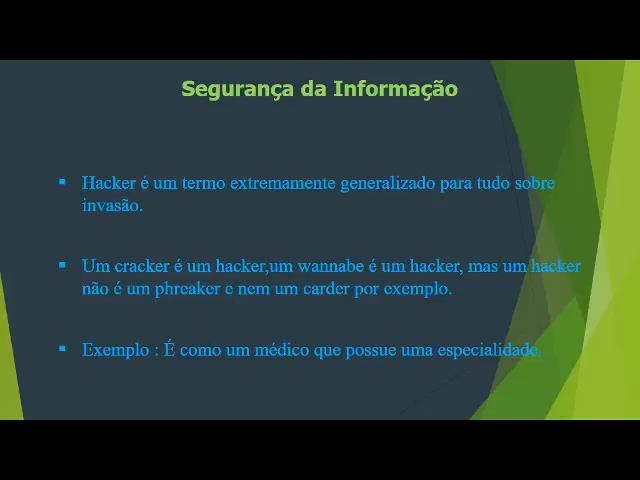 Segurança da Informação
▪ Hacker é um termo extremamente generalizado para tudo sobre
invasão.
▪ Um cracker é um hacker,um wannabe é um hacker, mas um hacker
não é um phreaker e nem um carder por exemplo.
▪ Exemplo : É como um médico que possue uma especialidade.